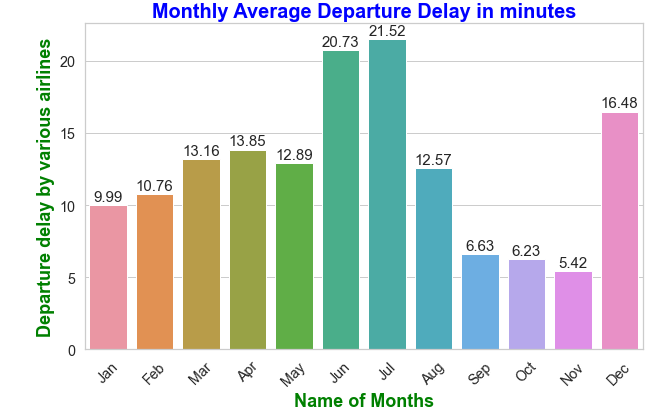 Monthly Average Departure Delay in minutes
Departure delay by various airlines
20
15
10
5
0
9.99
10.76
13.16
13.85
12.89
20.73
21.52
12.57
6.63
6.23
5.42
16.48
Jan
Feb
Mar
Apr
May
Jun
Jul
Aug
Sep
Oct
Nov
Dec
Name of Months